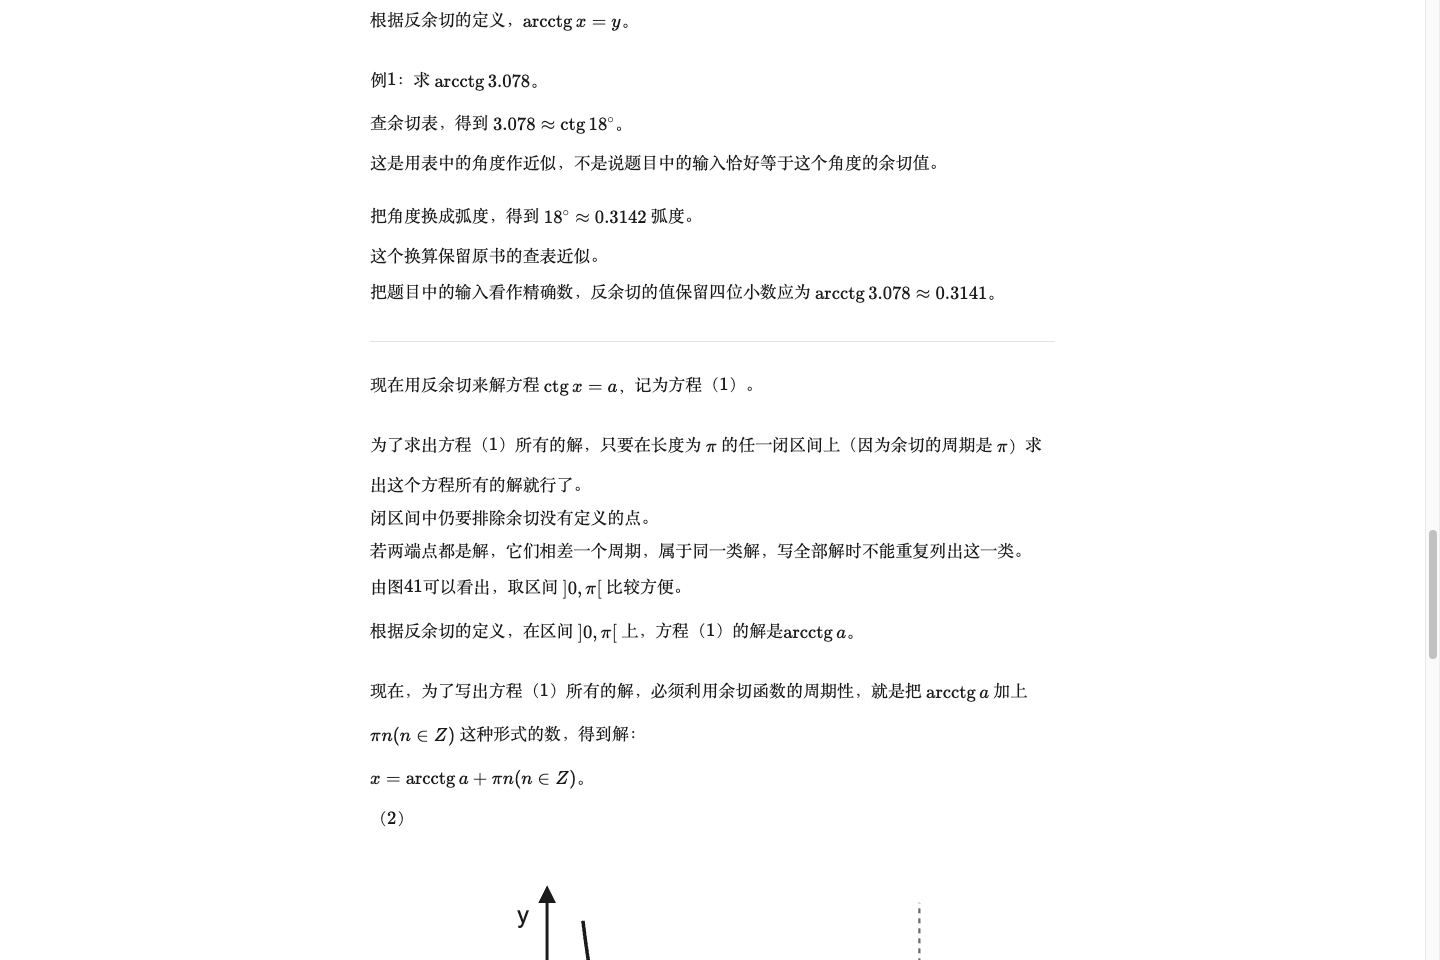 根据反余切的定义，arcctg x = y。
例1：求 arcctg 3.078。
查余切表，得到 3.078 ≈ ctg 18°。
这是用表中的角度作近似，不是说题目中的输入恰好等于这个角度的余切值。
把角度换成弧度，得到 18° ≈ 0.3142 弧度。
这个换算保留原书的查表近似。
把题目中的输入看作精确数，反余切的值保留四位小数应为 arcctg 3.078 ≈ 0.3141。
现在用反余切来解方程 ctg x = a，记为方程（1）。
为了求出方程（1）所有的解，只要在长度为 π 的任一闭区间上（因为余切的周期是 π）求
出这个方程所有的解就行了。
闭区间中仍要排除余切没有定义的点。
若两端点都是解，它们相差一个周期，属于同一类解，写全部解时不能重复列出这一类。
由图41可以看出，取区间 ]0, π[ 比较方便。
根据反余切的定义，在区间 ]0, π[ 上，方程（1）的解是arcctg a。
现在，为了写出方程（1）所有的解，必须利用余切函数的周期性，就是把 arcctg a 加上
πn(n ∈ Z) 这种形式的数，得到解：
x = arcctg a + πn(n ∈ Z)。
（2）
y